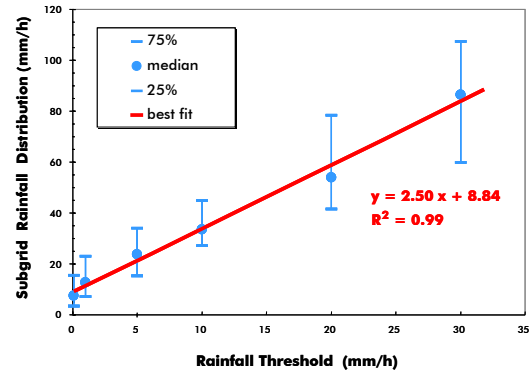 120
100
80
60
40
20
0
Subgrid Rainfall Distribution (mm/h)
75%
median
25%
best fit
y = 2.50 x + 8.84
R² = 0.99
0 5 10 15 20 25 30 35
Rainfall Threshold (mm/h)